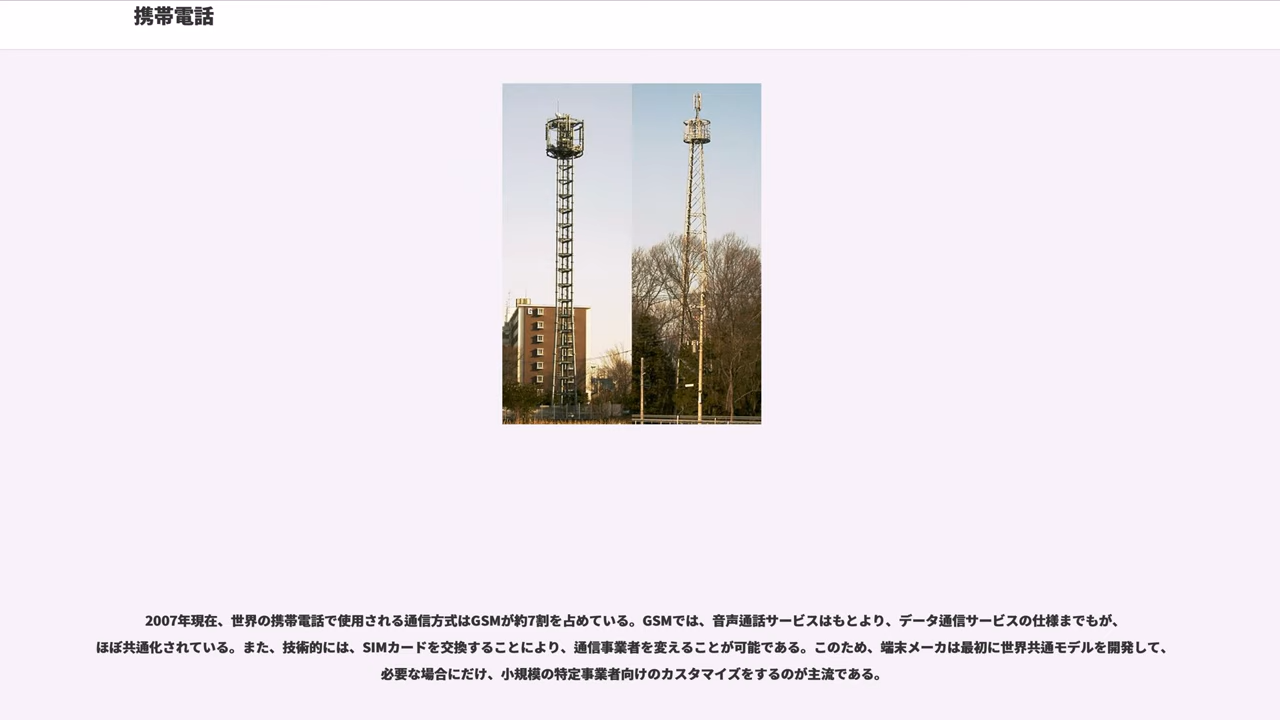 携帯電話
2007年現在、世界の携帯電話で使用される通信方式はGSMが約7割を占めている。GSMでは、音声通話サービスはもとより、データ通信サービスの仕様までもが、
ほぼ共通化されている。また、技術的には、SIMカードを交換することにより、通信事業者を変えることが可能である。このため、端末メーカは最初に世界共通モデルを開発して、
必要な場合にだけ、小規模の特定事業者向けのカスタマイズをするのが主流である。